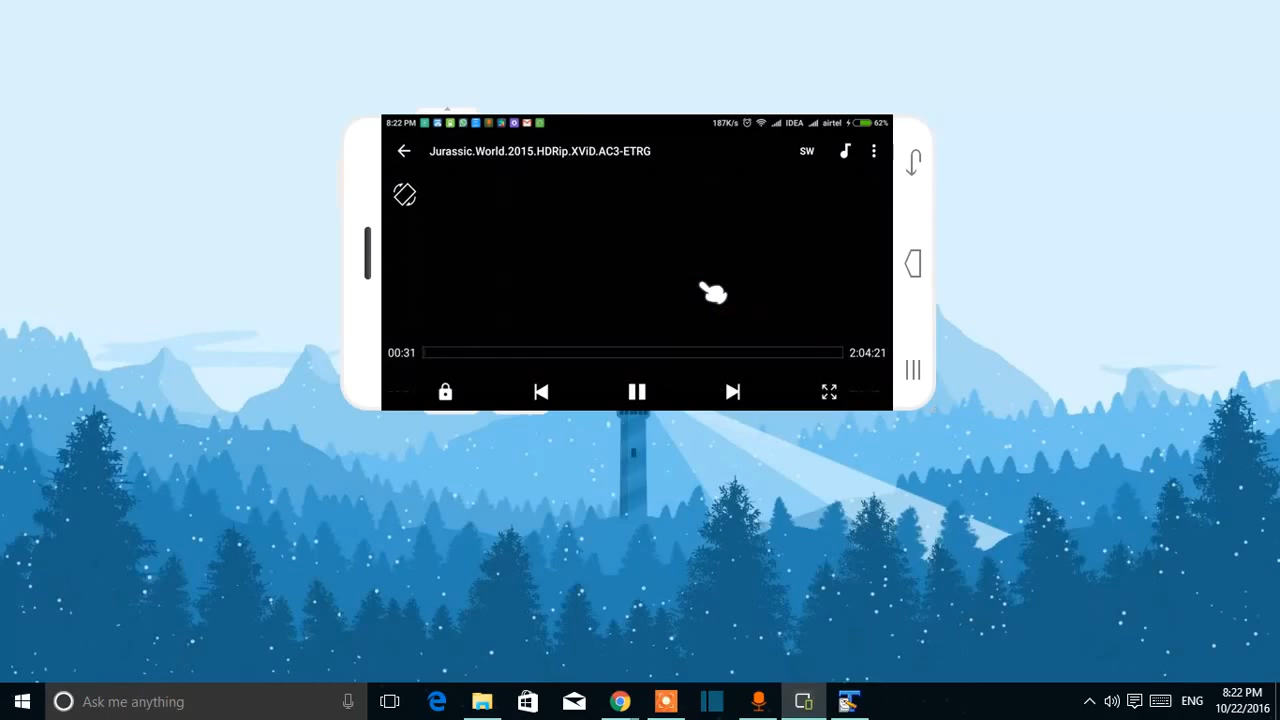 8:22 PM 187K/s IDEA airtel 62%
Jurassic.World.2015.HDRip.XViD.AC3-ETRG SW
00:31 2:04:21
Ask me anything ENG 8:22 PM
10/22/2016